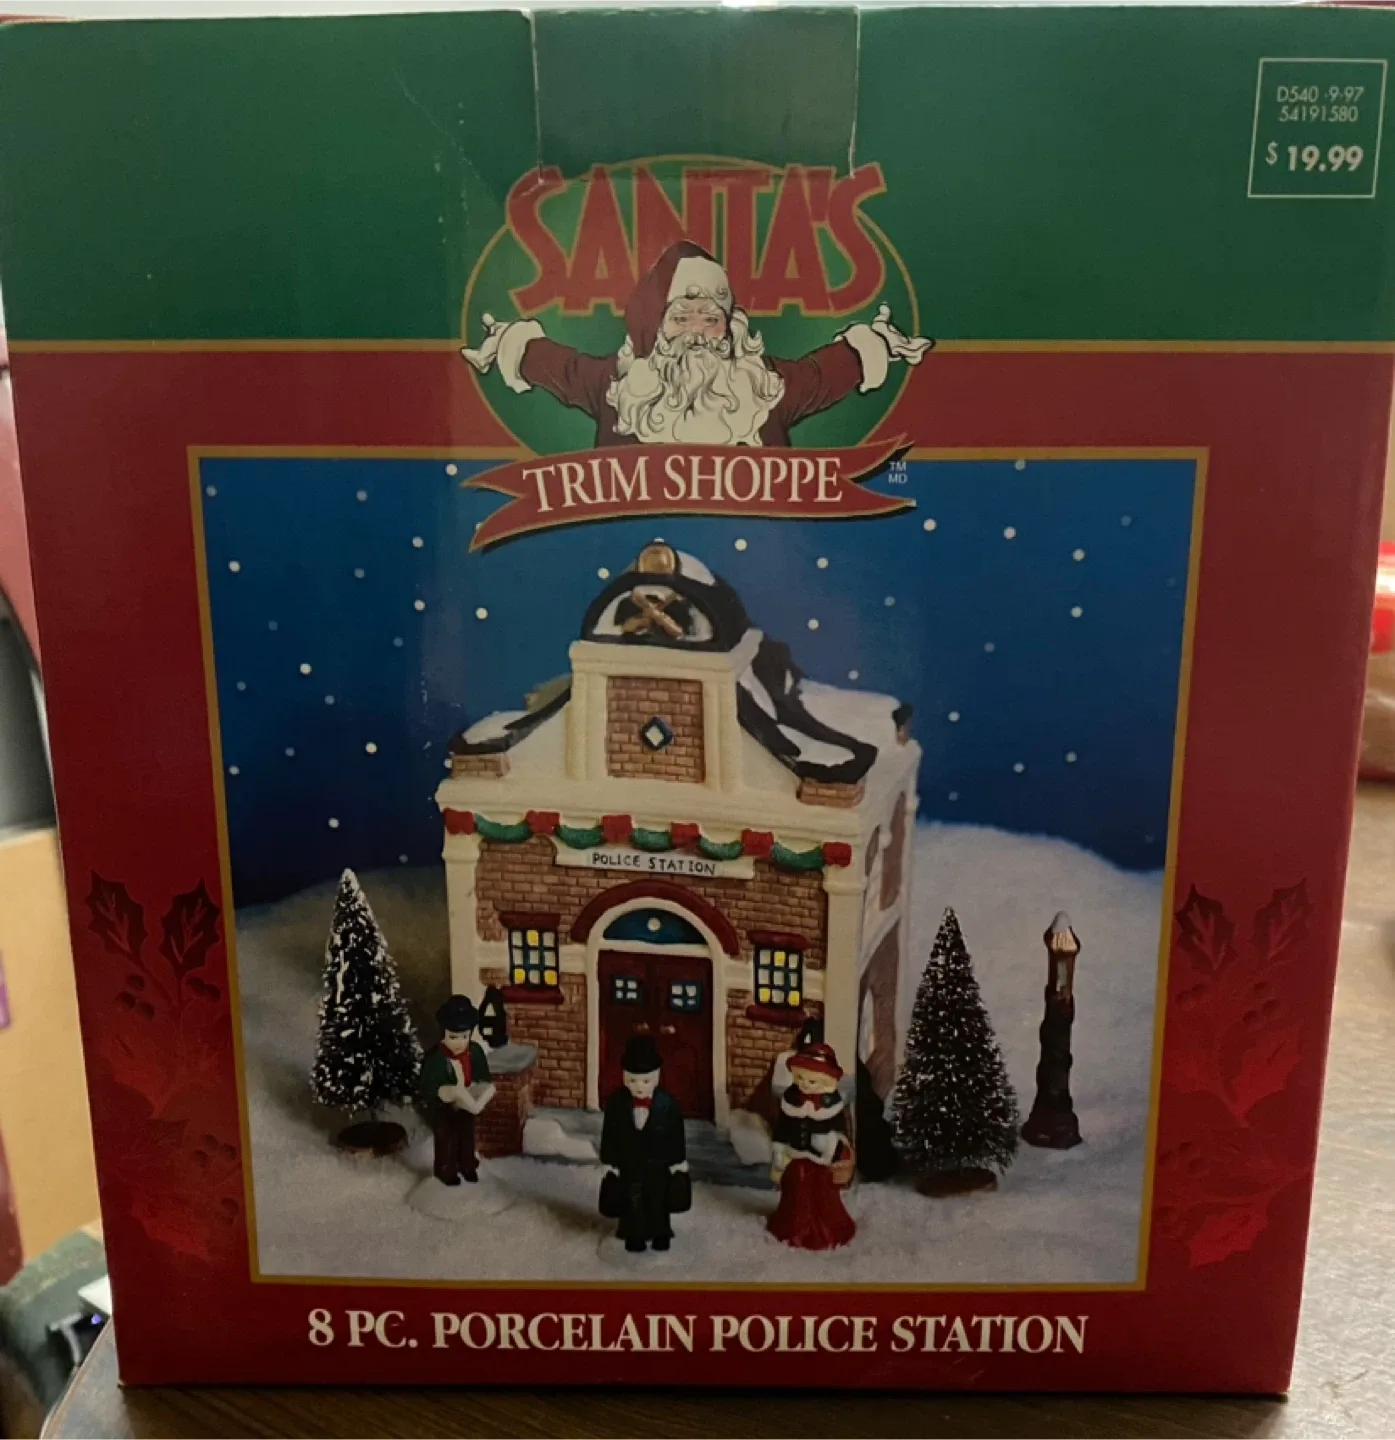 D540 ·9·97
54191580
$ 19.99
SANTA'S
TRIM SHOPPE
TM
MD
POLICE STATION
8 PC. PORCELAIN POLICE STATION